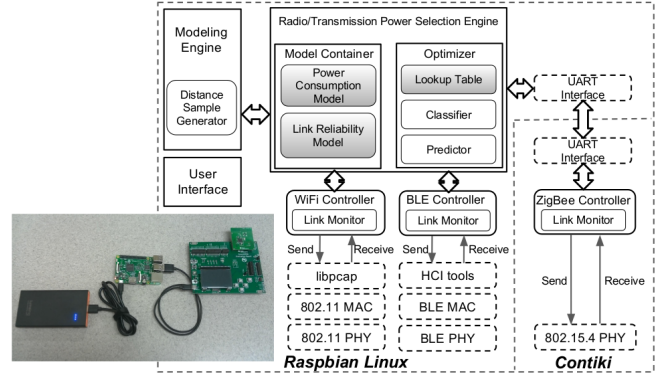 Modeling
Engine
Distance
Sample
Generator
User
Interface
Radio/Transmission Power Selection Engine
Model Container
Power
Consumption
Model
Link Reliability
Model
Optimizer
Lookup Table
Classifier
Predictor
UART
Interface
UART
Interface
WiFi Controller
Link Monitor
Send
Receive
libpcap
802.11 MAC
802.11 PHY
BLE Controller
Link Monitor
Send
Receive
HCI tools
BLE MAC
BLE PHY
ZigBee Controller
Link Monitor
Send
Receive
802.15.4 PHY
Raspbian Linux
Contiki